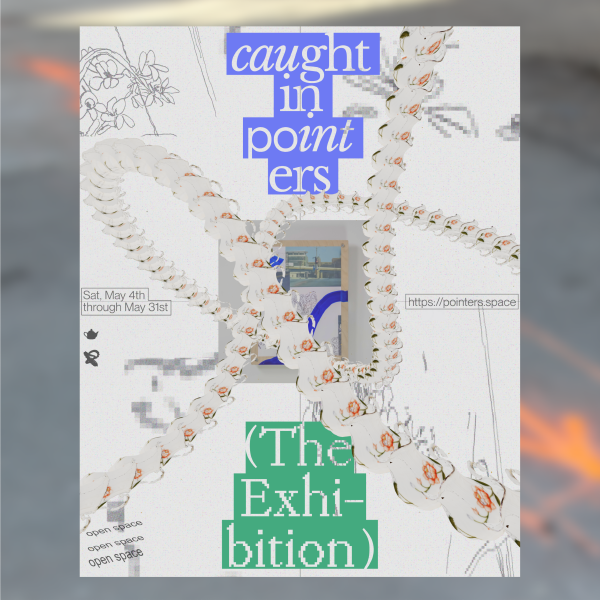 caught
in
point
ers
Sat, May 4th
through May 31st
https://pointers.space
(The
Exhi-
bition)
open space
open space
open space